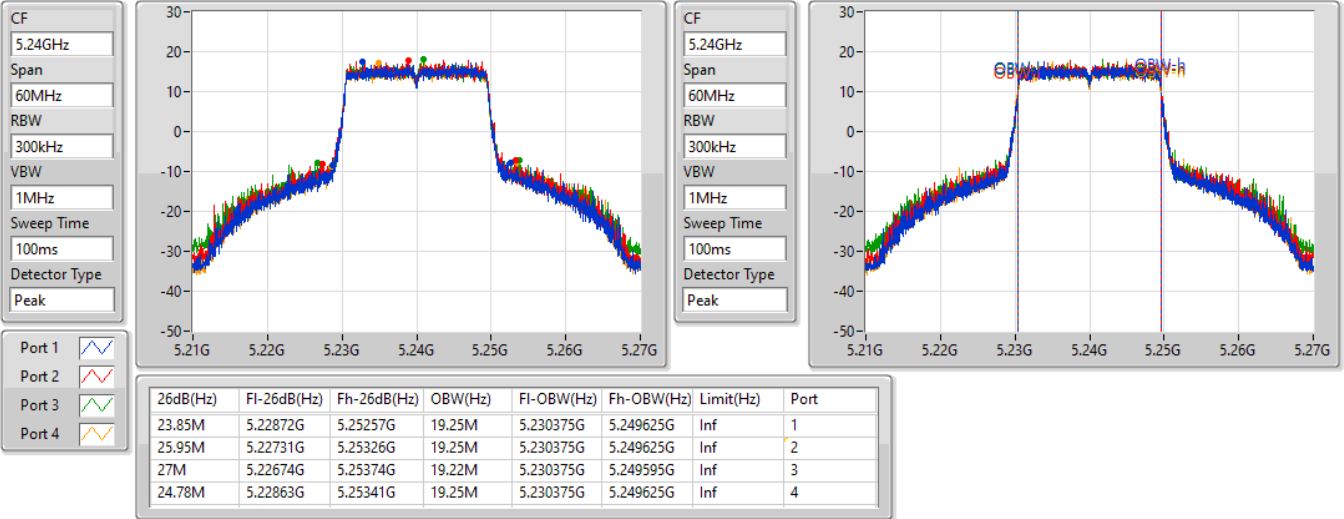 CF
5.24GHz
Span
60MHz
RBW
300kHz
VBW
1MHz
Sweep Time
100ms
Detector Type
Peak
30
20
10
0
-10
-20
-30
-40
-50
5.21G 5.22G 5.23G 5.24G 5.25G 5.26G 5.27G
CF
5.24GHz
Span
60MHz
RBW
300kHz
VBW
1MHz
Sweep Time
100ms
Detector Type
Peak
30
20
10
0
-10
-20
-30
-40
-50
OBW-h
5.21G 5.22G 5.23G 5.24G 5.25G 5.26G 5.27G
Port 1
Port 2
Port 3
Port 4
26dB(Hz) Fl-26dB(Hz) Fh-26dB(Hz) OBW(Hz) Fl-OBW(Hz) Fh-OBW(Hz) Limit(Hz) Port
23.85M 5.22872G 5.25257G 19.25M 5.230375G 5.249625G Inf 1
25.95M 5.22731G 5.25326G 19.25M 5.230375G 5.249625G Inf 2
27M 5.22674G 5.25374G 19.22M 5.230375G 5.249595G Inf 3
24.78M 5.22863G 5.25341G 19.25M 5.230375G 5.249625G Inf 4